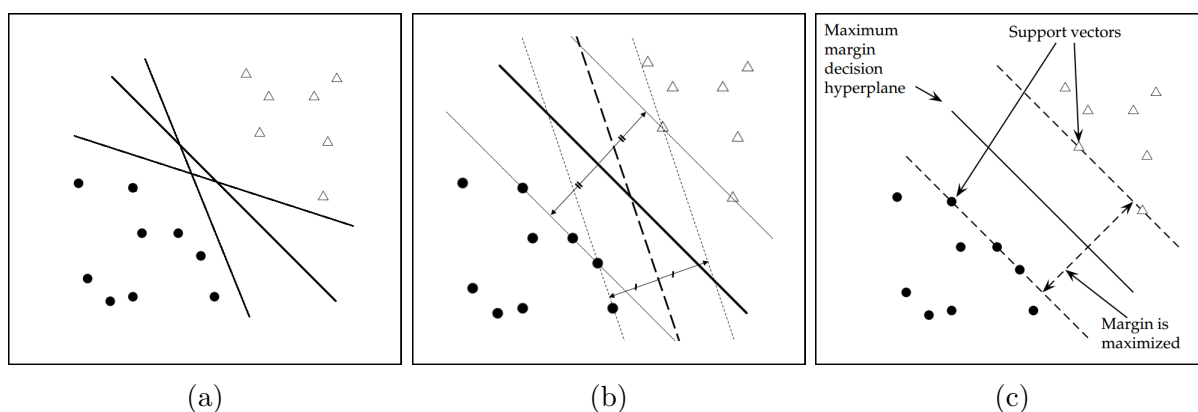 Maximum
margin
decision
hyperplane
Support vectors
Margin is
maximized
(a)
(b)
(c)